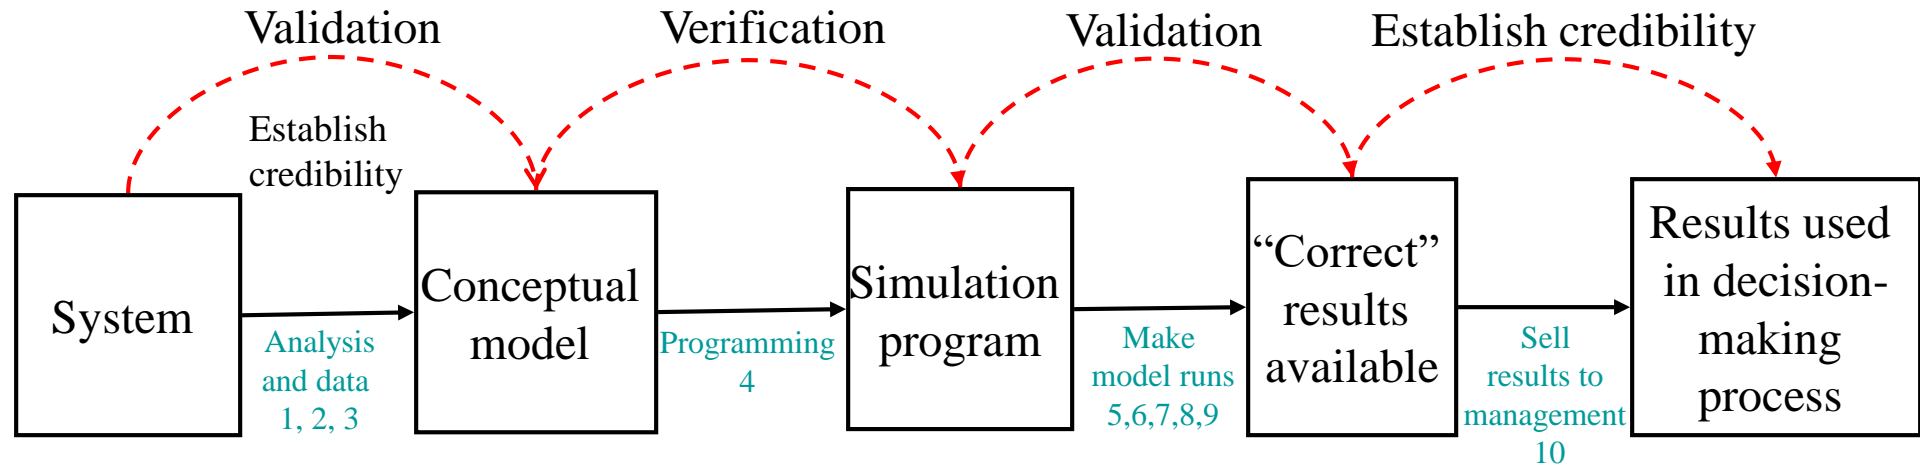 Validation
Verification
Validation
Establish credibility
Establish
credibility
System
Analysis
and data
1, 2, 3
Conceptual
model
Programming
4
Simulation
program
Make
model runs
5,6,7,8,9
“Correct”
results
available
Sell
results to
management
10
Results used
in decision-
making
process